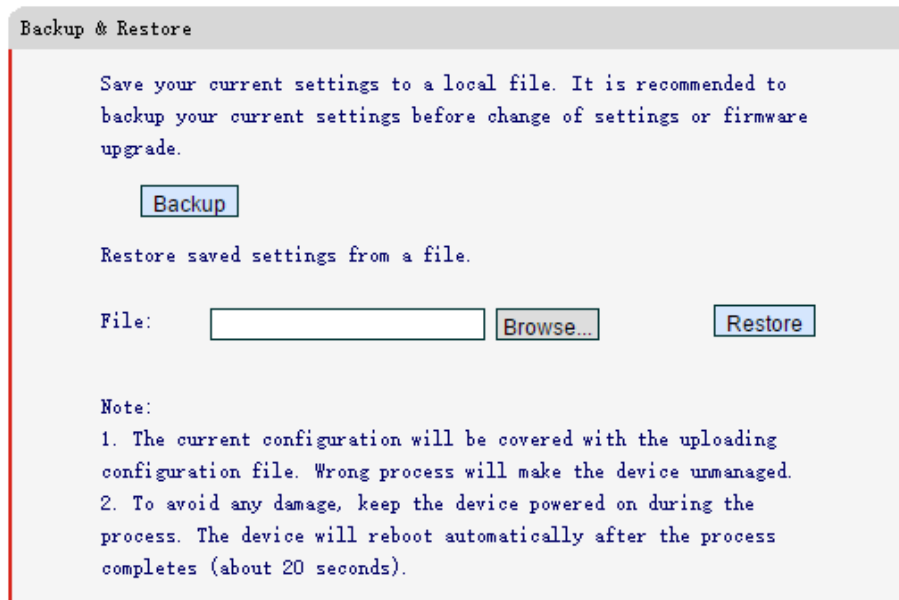 Backup & Restore
Save your current settings to a local file. It is recommended to
backup your current settings before change of settings or firmware
upgrade.
Backup
Restore saved settings from a file.
File: Browse... Restore
Note:
1. The current configuration will be covered with the uploading
configuration file. Wrong process will make the device unmanaged.
2. To avoid any damage, keep the device powered on during the
process. The device will reboot automatically after the process
completes (about 20 seconds).